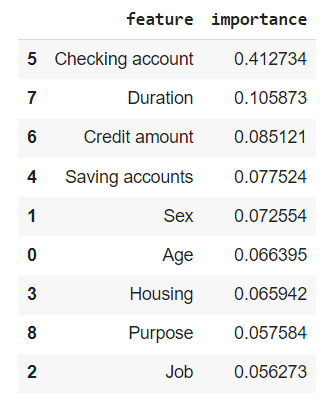 feature importance
5 Checking account 0.412734
7 Duration 0.105873
6 Credit amount 0.085121
4 Saving accounts 0.077524
1 Sex 0.072554
0 Age 0.066395
3 Housing 0.065942
8 Purpose 0.057584
2 Job 0.056273